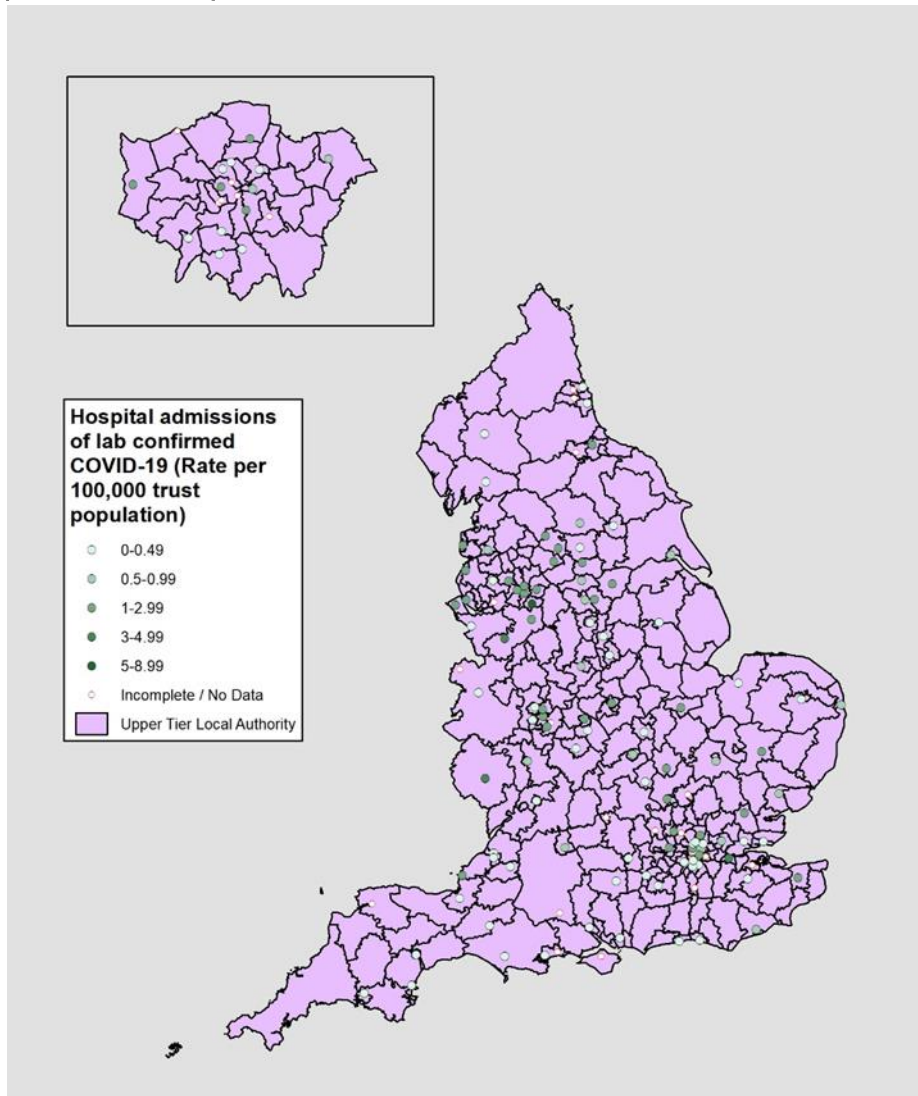 Hospital admissions
of lab confirmed
COVID-19 (Rate per
100,000 trust
population)
0-0.49
0.5-0.99
1-2.99
3-4.99
5-8.99
Incomplete / No Data
Upper Tier Local Authority